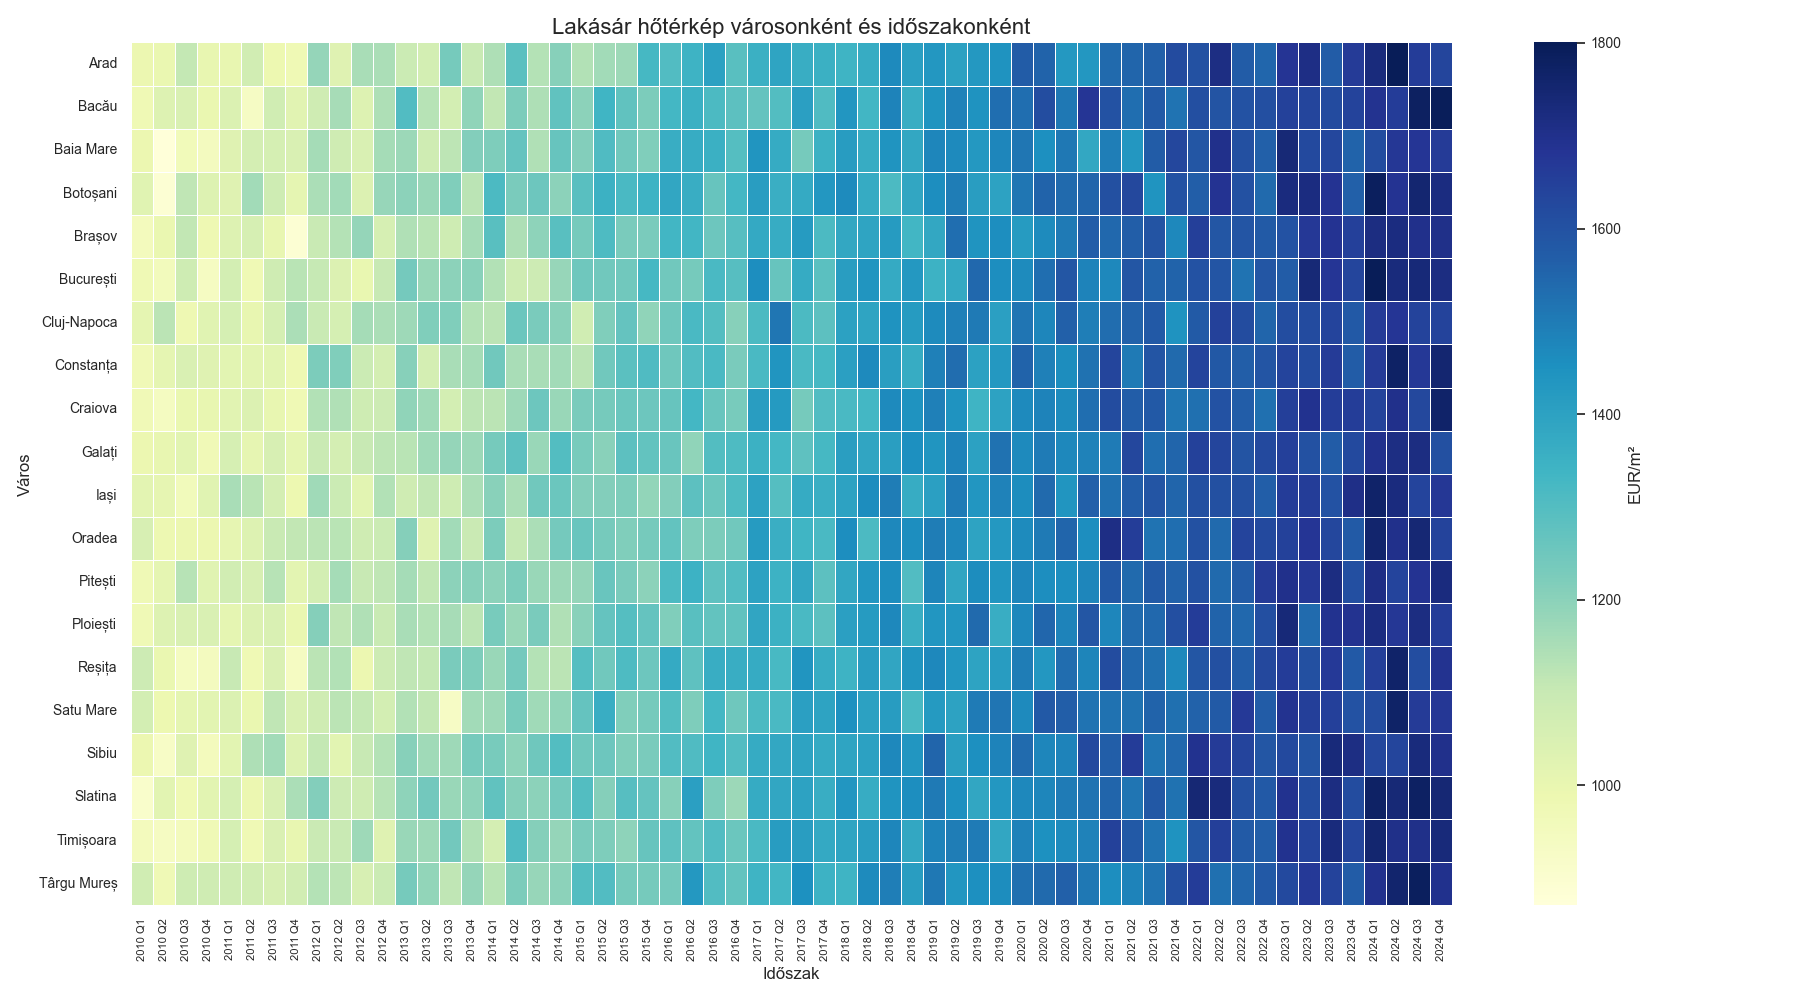 Lakásár hőtérkép városonként és időszakonként
Város
Arad
Bacău
Baia Mare
Botoșani
Brașov
București
Cluj-Napoca
Constanța
Craiova
Galați
Iași
Oradea
Pitești
Ploiești
Reșița
Satu Mare
Sibiu
Slatina
Timișoara
Târgu Mureș
2010 Q1
2010 Q2
2010 Q3
2010 Q4
2011 Q1
2011 Q2
2011 Q3
2011 Q4
2012 Q1
2012 Q2
2012 Q3
2012 Q4
2013 Q1
2013 Q2
2013 Q3
2013 Q4
2014 Q1
2014 Q2
2014 Q3
2014 Q4
2015 Q1
2015 Q2
2015 Q3
2015 Q4
2016 Q1
2016 Q2
2016 Q3
2016 Q4
2017 Q1
2017 Q2
2017 Q3
2017 Q4
2018 Q1
2018 Q2
2018 Q3
2018 Q4
2019 Q1
2019 Q2
2019 Q3
2019 Q4
2020 Q1
2020 Q2
2020 Q3
2020 Q4
2021 Q1
2021 Q2
2021 Q3
2021 Q4
2022 Q1
2022 Q2
2022 Q3
2022 Q4
2023 Q1
2023 Q2
2023 Q3
2023 Q4
2024 Q1
2024 Q2
2024 Q3
2024 Q4
Időszak
1800
1600
1400
1200
1000
EUR/m²